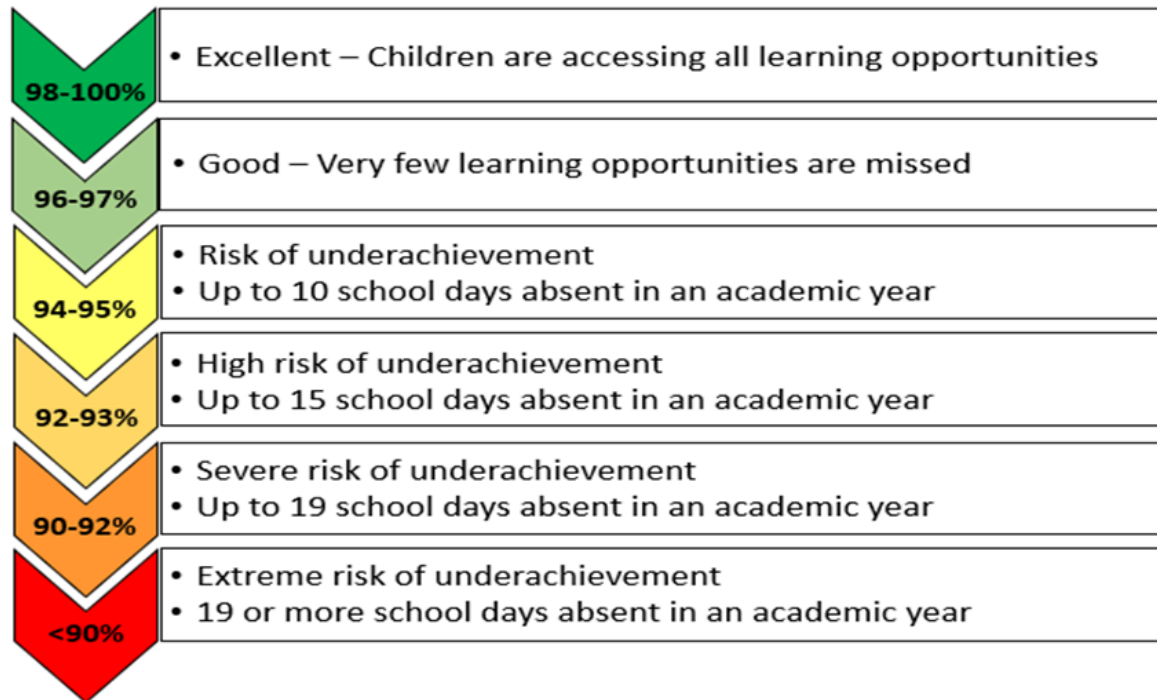 98-100%
• Excellent – Children are accessing all learning opportunities
96-97%
• Good – Very few learning opportunities are missed
94-95%
• Risk of underachievement
• Up to 10 school days absent in an academic year
92-93%
• High risk of underachievement
• Up to 15 school days absent in an academic year
90-92%
• Severe risk of underachievement
• Up to 19 school days absent in an academic year
<90%
• Extreme risk of underachievement
• 19 or more school days absent in an academic year